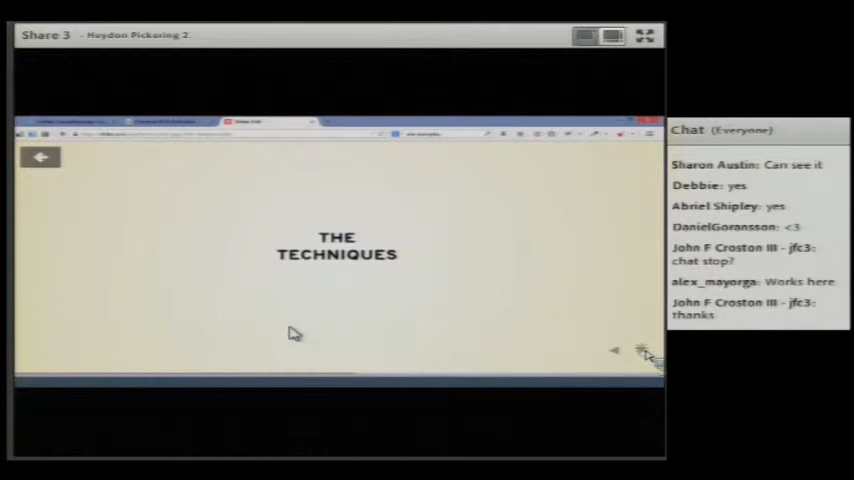 Share 3 - Heydon Pickering 2
THE
TECHNIQUES
Chat (Everyone)
Sharon Austin: Can see it
Debbie: yes
Abriel Shipley: yes
DanielGoransson: <3
John F Croston III - jfc3:
chat stop?
alex_mayorga: Works here
John F Croston III - jfc3:
thanks